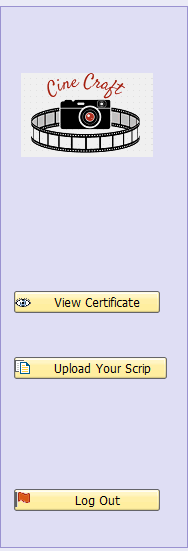 Cine Craft
View Certificate
Upload Your Scrip
Log Out